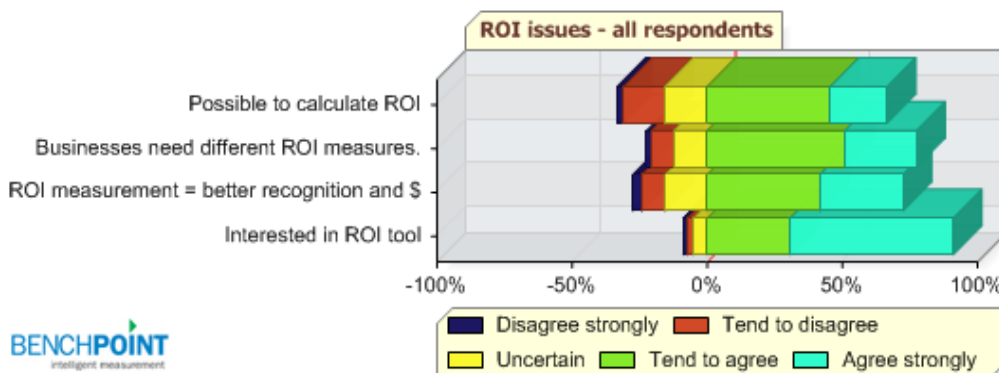 ROI issues - all respondents
Possible to calculate ROI
Businesses need different ROI measures.
ROI measurement = better recognition and $
Interested in ROI tool
-100% -50% 0% 50% 100%
Disagree strongly Tend to disagree
Uncertain Tend to agree Agree strongly
BENCHPOINT
intelligent measurement